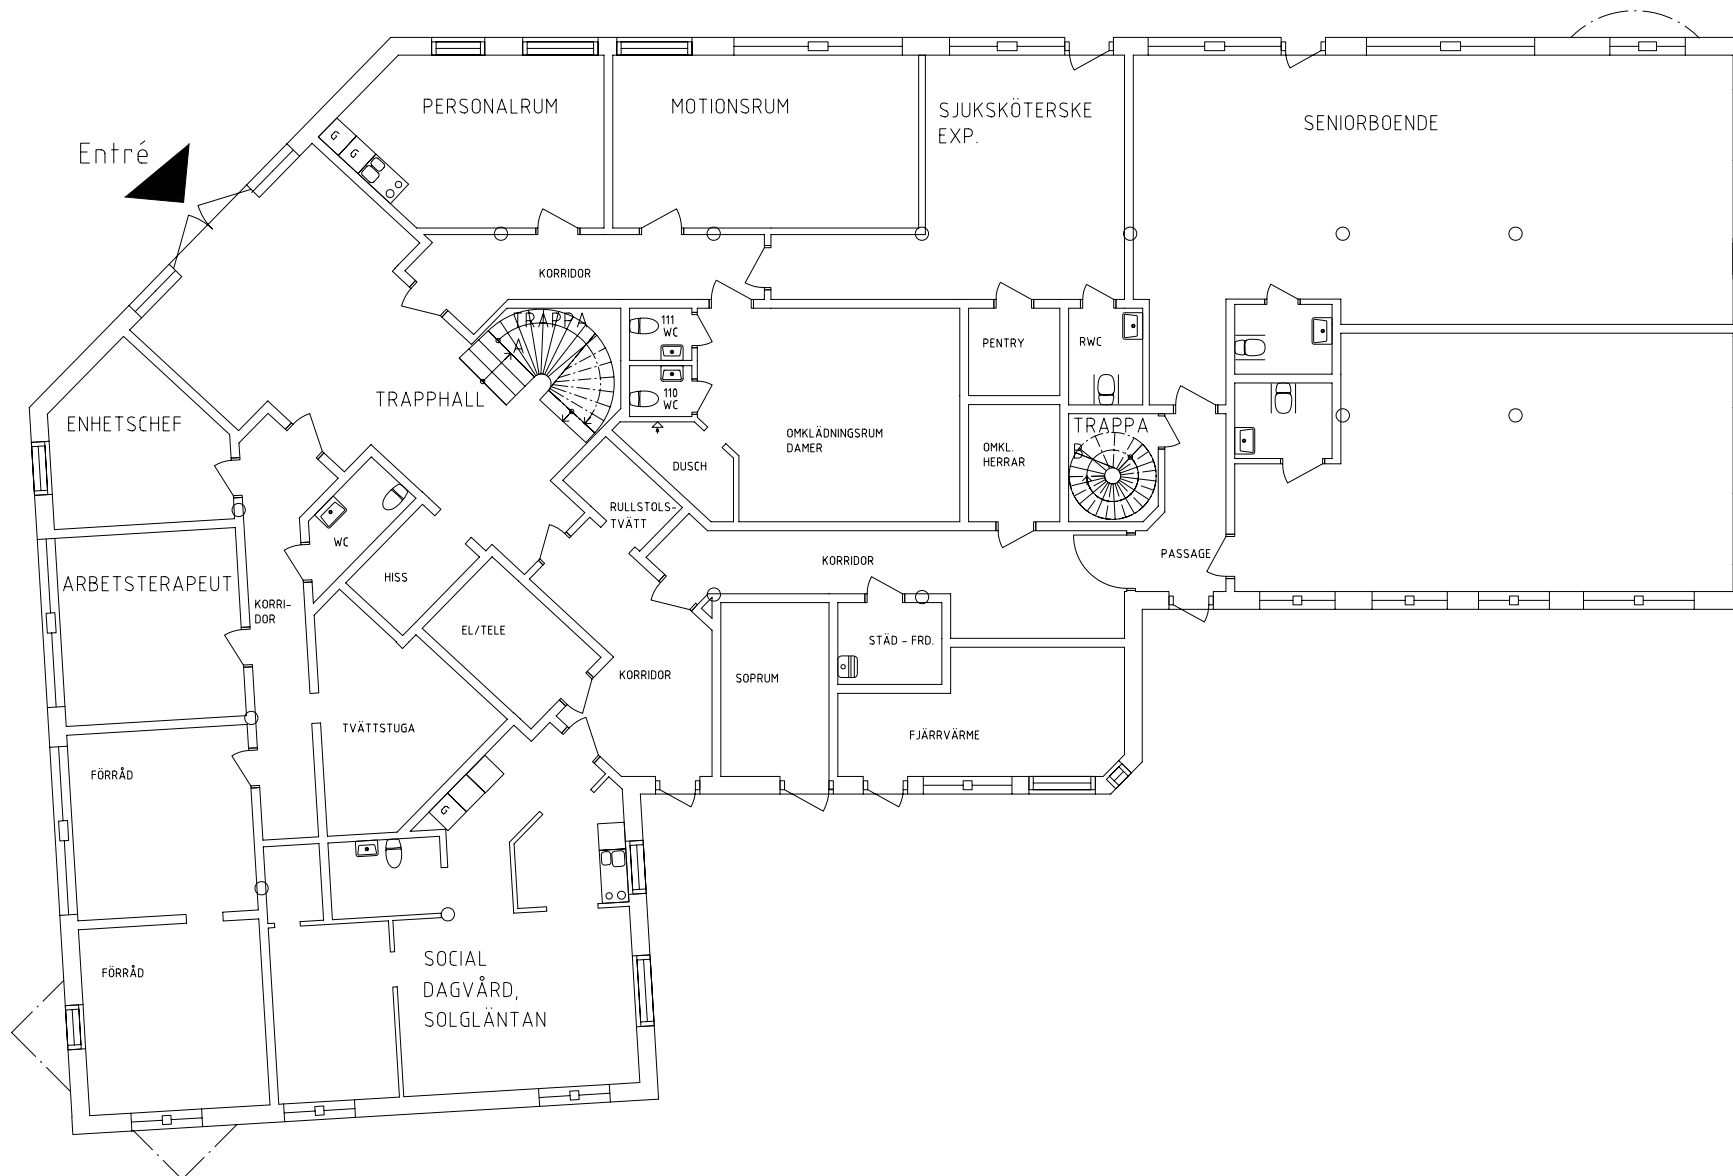 PERSONALRUM
MOTIONSRUM
SJUKSKÖTERSKE
EXP.
SENIORBOENDE
Entré
G
G
KORRIDOR
TRAPPA
A
111
WC
PENTRY
RWC
TRAPPHALL
110
WC
ENHETSCHEF
OMKLÄDNINGSRUM
DAMER
OMKL.
HERRAR
TRAPPA
B
DUSCH
RULLSTOLS-
TVÄTT
WC
KORRIDOR
PASSAGE
HISS
ARBETSTERAPEUT
KORRI-
DOR
EL/TELE
STÄD - FRD.
KORRIDOR
SOPRUM
TVÄTTSTUGA
FJÄRRVÄRME
FÖRRÅD
G
SOCIAL
DAGVÅRD,
SOLGLÄNTAN
FÖRRÅD